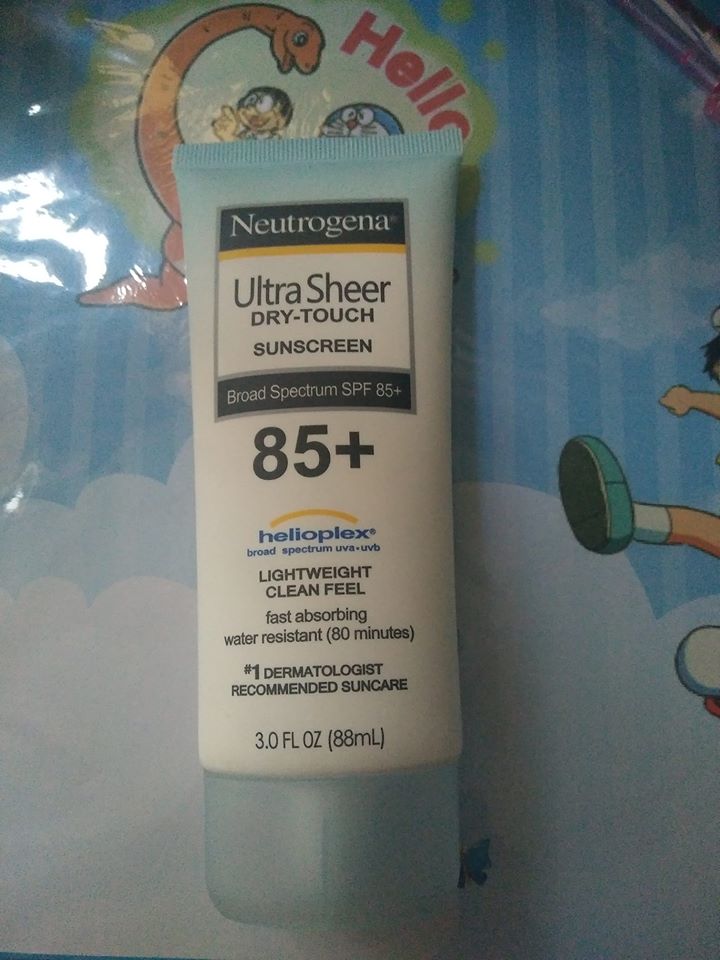 Hello
Neutrogena®
Ultra Sheer
DRY-TOUCH
SUNSCREEN
Broad Spectrum SPF 85+
85+
helioplex®
broad spectrum uva•uvb
LIGHTWEIGHT
CLEAN FEEL
fast absorbing
water resistant (80 minutes)
#1 DERMATOLOGIST
RECOMMENDED SUNCARE
3.0 FL OZ (88mL)